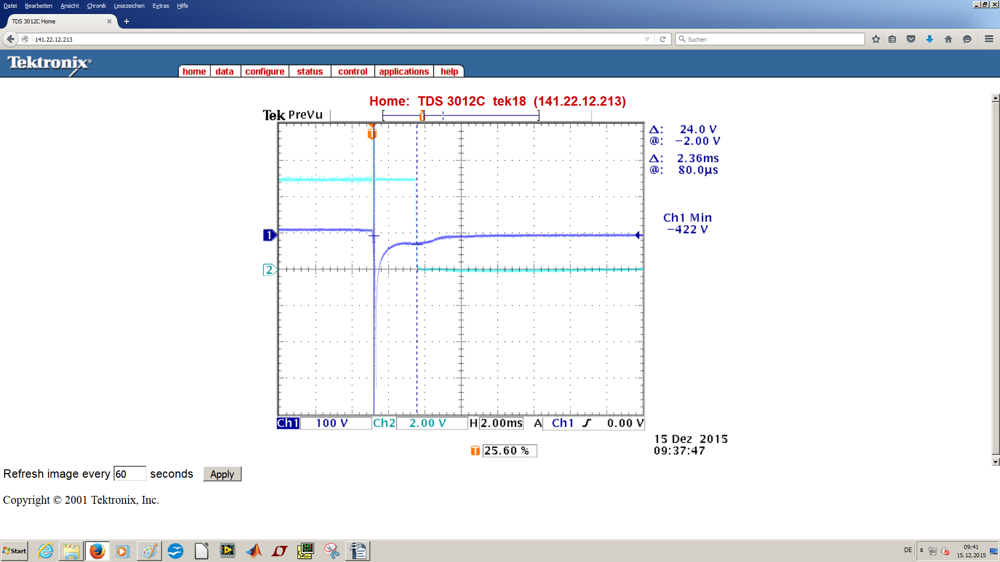 Datei Bearbeiten Ansicht Chronik Lesezeichen Extras Hilfe
TDS 3012C Home
141.22.12.213
Suchen
Tektronix®
home data configure status control applications help
Home: TDS 3012C tek18 (141.22.12.213)
Tek PreVu
T
T
Δ: 24.0 V
@: −2.00 V
Δ: 2.36ms
@: 80.0µs
Ch1 Min
−422 V
1
2
Ch1 100 V Ch2 2.00 V H 2.00ms A Ch1 0.00 V
T 25.60 %
15 Dez 2015
09:37:47
Refresh image every 60 seconds Apply
Copyright © 2001 Tektronix, Inc.
Start
DE
09:41
15.12.2015